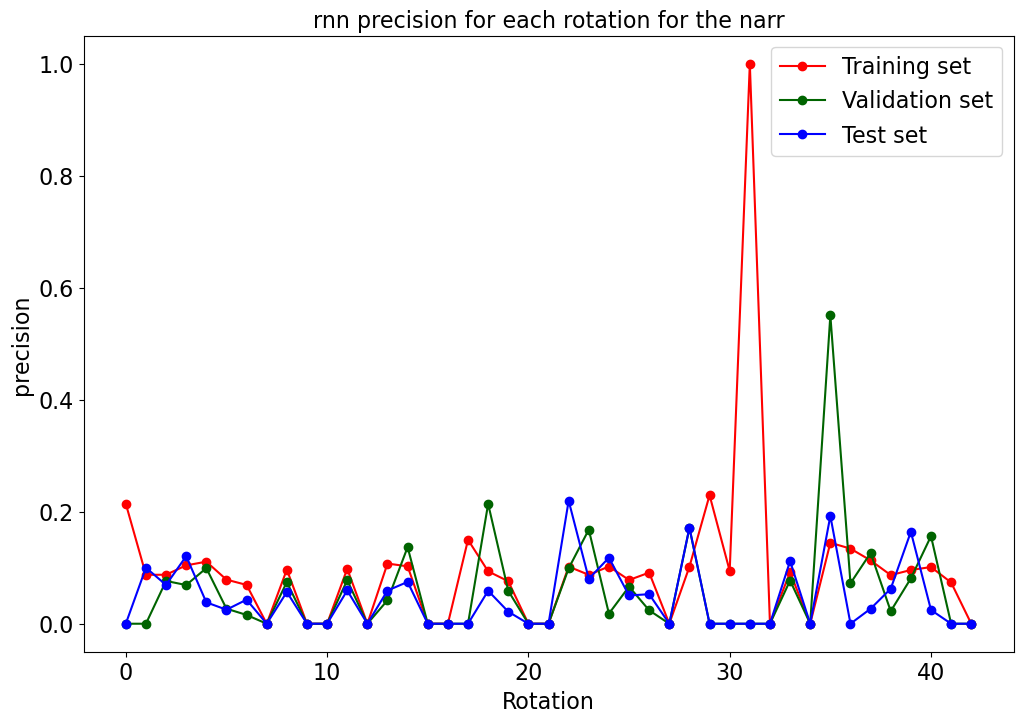 rnn precision for each rotation for the narr
1.0
0.8
0.6
0.4
0.2
0.0
precision
Training set
Validation set
Test set
0
10
20
30
40
Rotation